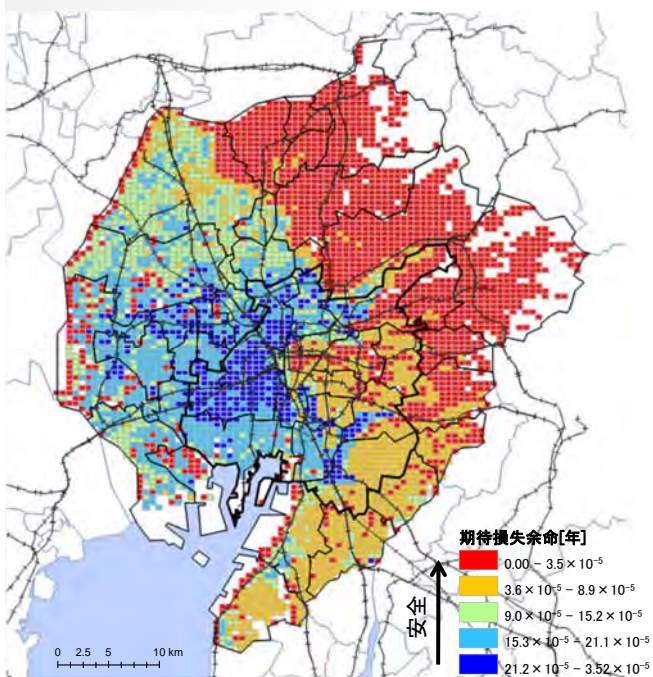 期待損失余命[年]
0.00 – 3.5×10⁻⁵
3.6×10⁻⁵ – 8.9×10⁻⁵
9.0×10⁻⁵ – 15.2×10⁻⁵
15.3×10⁻⁵ – 21.1×10⁻⁵
21.2×10⁻⁵ – 3.52×10⁻⁵
安全
0 2.5 5 10 km